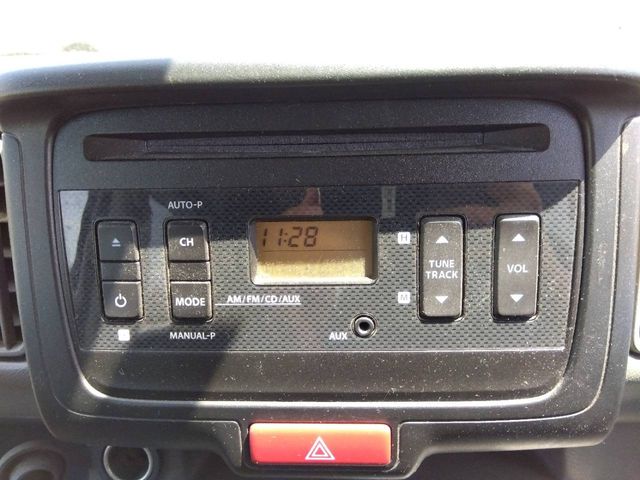 AUTO-P
CH
11:28
H
TUNE
TRACK
VOL
MODE
AM/FM/CD/AUX
M
MANUAL-P
AUX